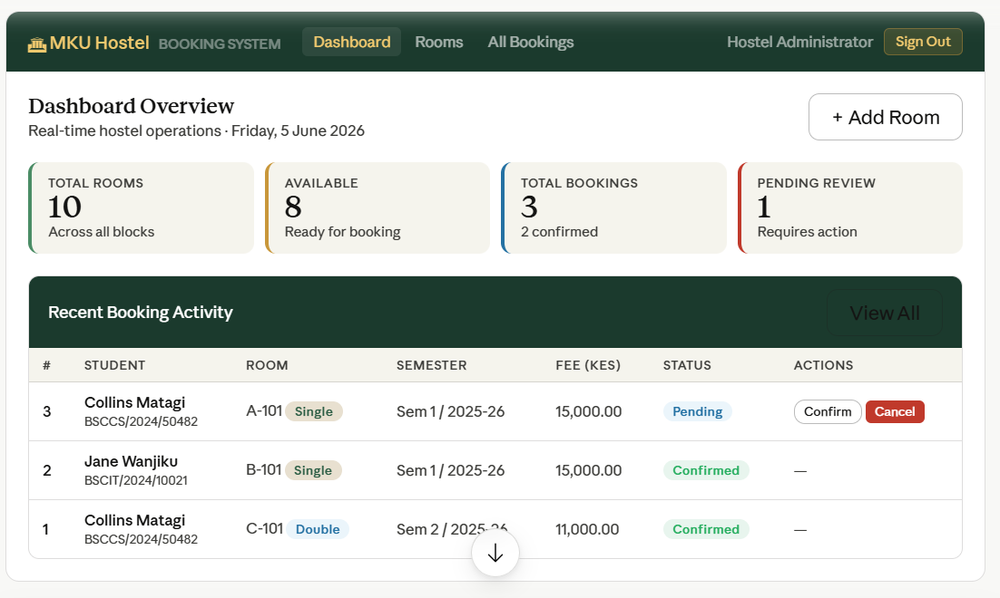 MKU Hostel BOOKING SYSTEM Dashboard Rooms All Bookings Hostel Administrator Sign Out
Dashboard Overview
Real-time hostel operations · Friday, 5 June 2026
+ Add Room
TOTAL ROOMS
10
Across all blocks
AVAILABLE
8
Ready for booking
TOTAL BOOKINGS
3
2 confirmed
PENDING REVIEW
1
Requires action
Recent Booking Activity View All
# STUDENT ROOM SEMESTER FEE (KES) STATUS ACTIONS
3 Collins Matagi A-101 Single Sem 1 / 2025-26 15,000.00 Pending Confirm Cancel
BSCCS/2024/50482
2 Jane Wanjiku B-101 Single Sem 1 / 2025-26 15,000.00 Confirmed —
BSCIT/2024/10021
1 Collins Matagi C-101 Double Sem 2 / 2025-26 11,000.00 Confirmed —
BSCCS/2024/50482